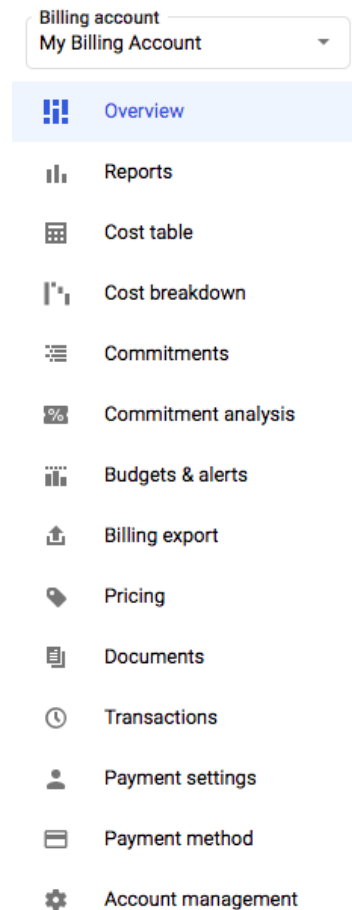 Billing account
My Billing Account
Overview
Reports
Cost table
Cost breakdown
Commitments
% Commitment analysis
Budgets & alerts
Billing export
Pricing
Documents
Transactions
Payment settings
Payment method
Account management